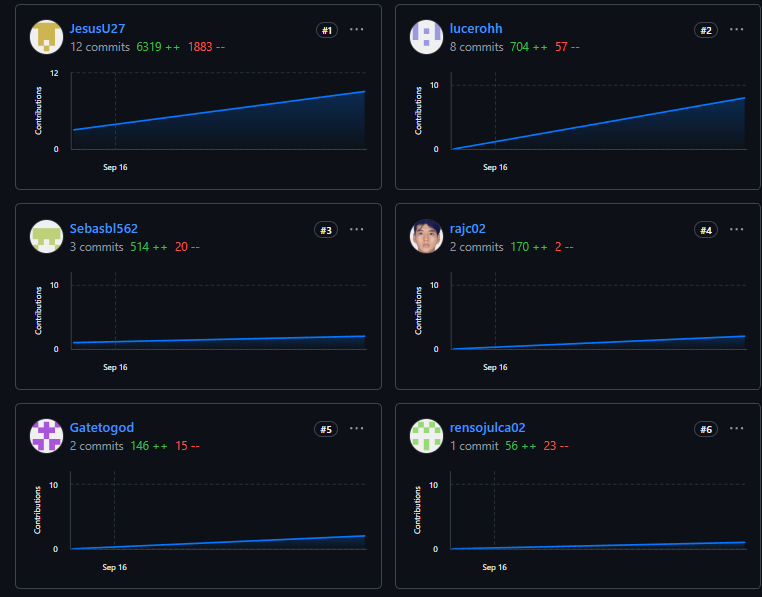 JesusU27 #1 ···
12 commits 6319 ++ 1883 --
12
Contributions
0
Sep 16
lucerohh #2 ···
8 commits 704 ++ 57 --
10
Contributions
0
Sep 16
Sebasbl562 #3 ···
3 commits 514 ++ 20 --
10
Contributions
0
Sep 16
rajc02 #4 ···
2 commits 170 ++ 2 --
10
Contributions
0
Sep 16
Gatetogod #5 ···
2 commits 146 ++ 15 --
10
Contributions
0
Sep 16
rensojulca02 #6 ···
1 commit 56 ++ 23 --
10
Contributions
0
Sep 16